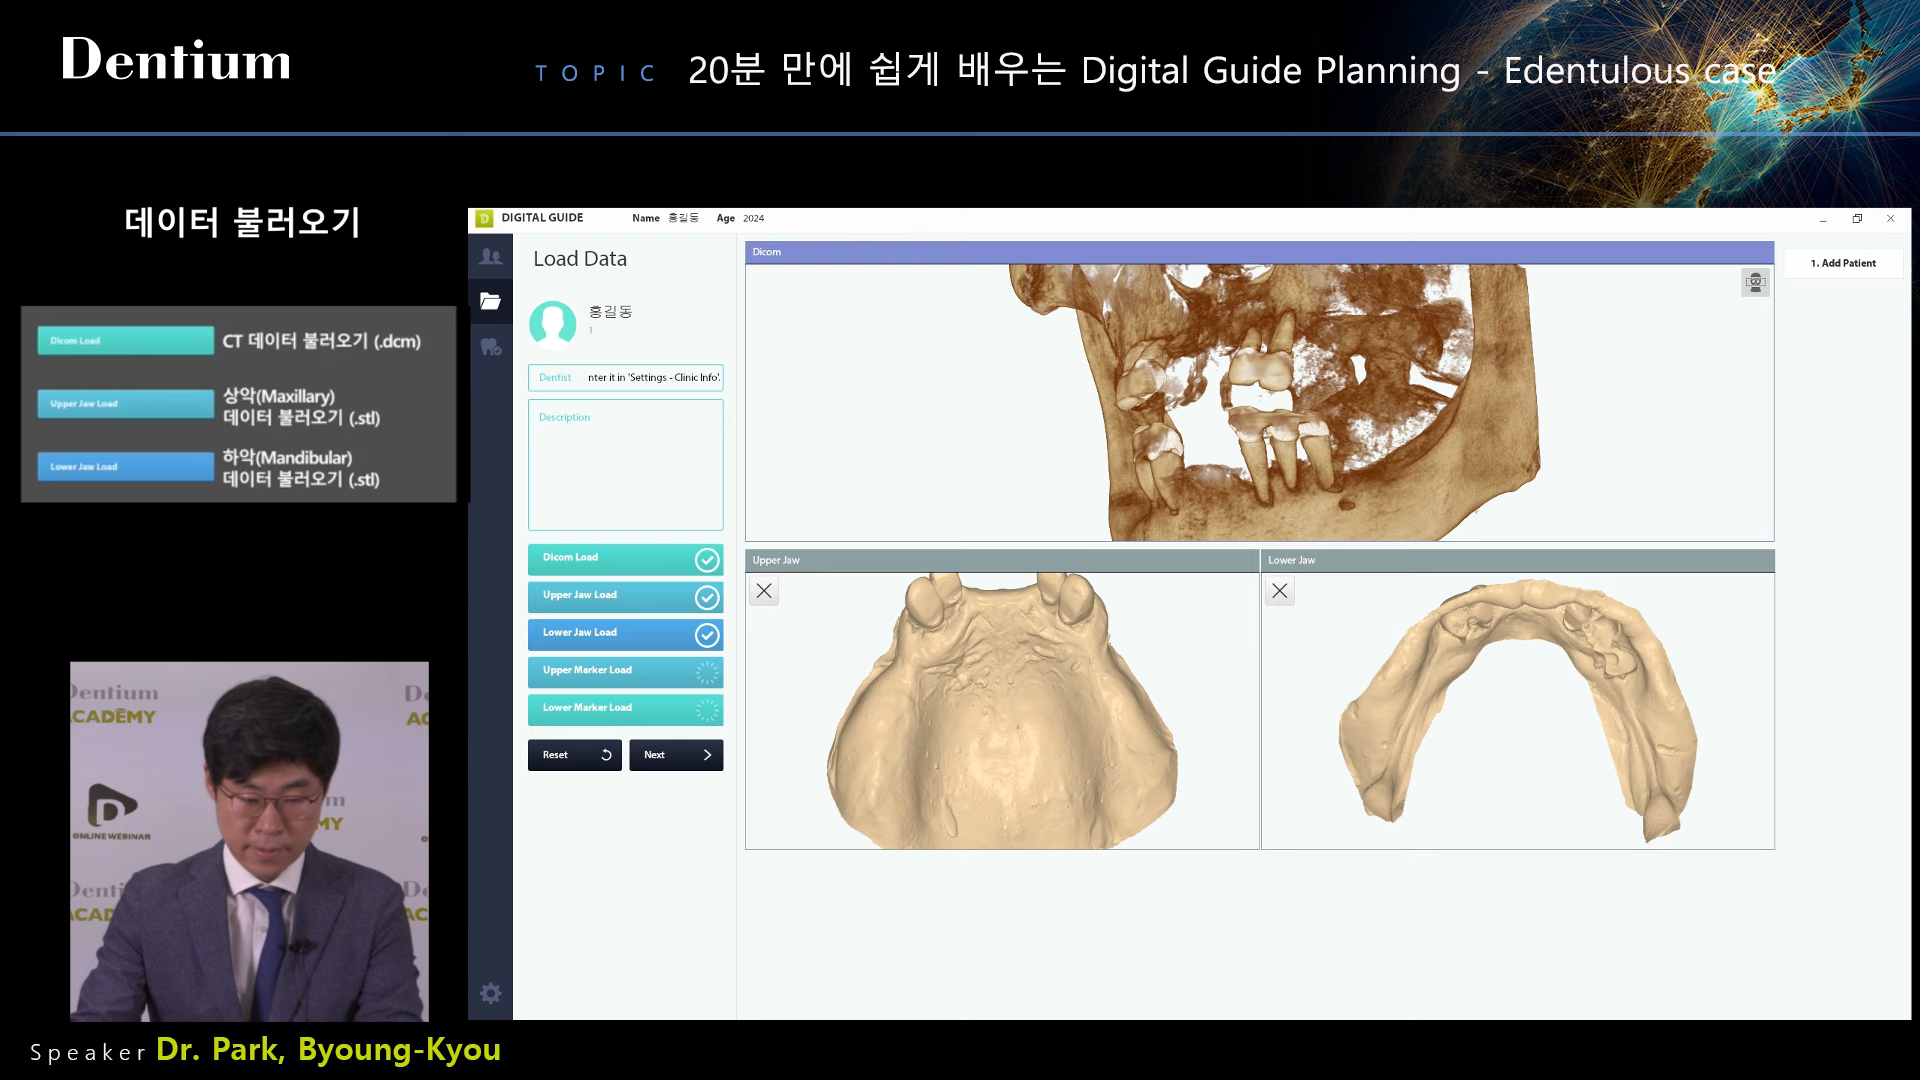 Dentium
TOPIC 20분 만에 쉽게 배우는 Digital Guide Planning - Edentulous case
데이터 불러오기
Dicom Load CT 데이터 불러오기 (.dcm)
Upper Jaw Load 상악(Maxillary)
데이터 불러오기 (.stl)
Lower Jaw Load 하악(Mandibular)
데이터 불러오기 (.stl)
DIGITAL GUIDE Name 홍길동 Age 2024
Load Data
홍길동
1
Dentist nter it in 'Settings - Clinic Info'.
Description
Dicom Load
Upper Jaw Load
Lower Jaw Load
Upper Marker Load
Lower Marker Load
Reset Next
Dicom
Upper Jaw
Lower Jaw
1. Add Patient
Dentium
ACADEMY
ONLINE WEBINAR
Speaker Dr. Park, Byoung-Kyou